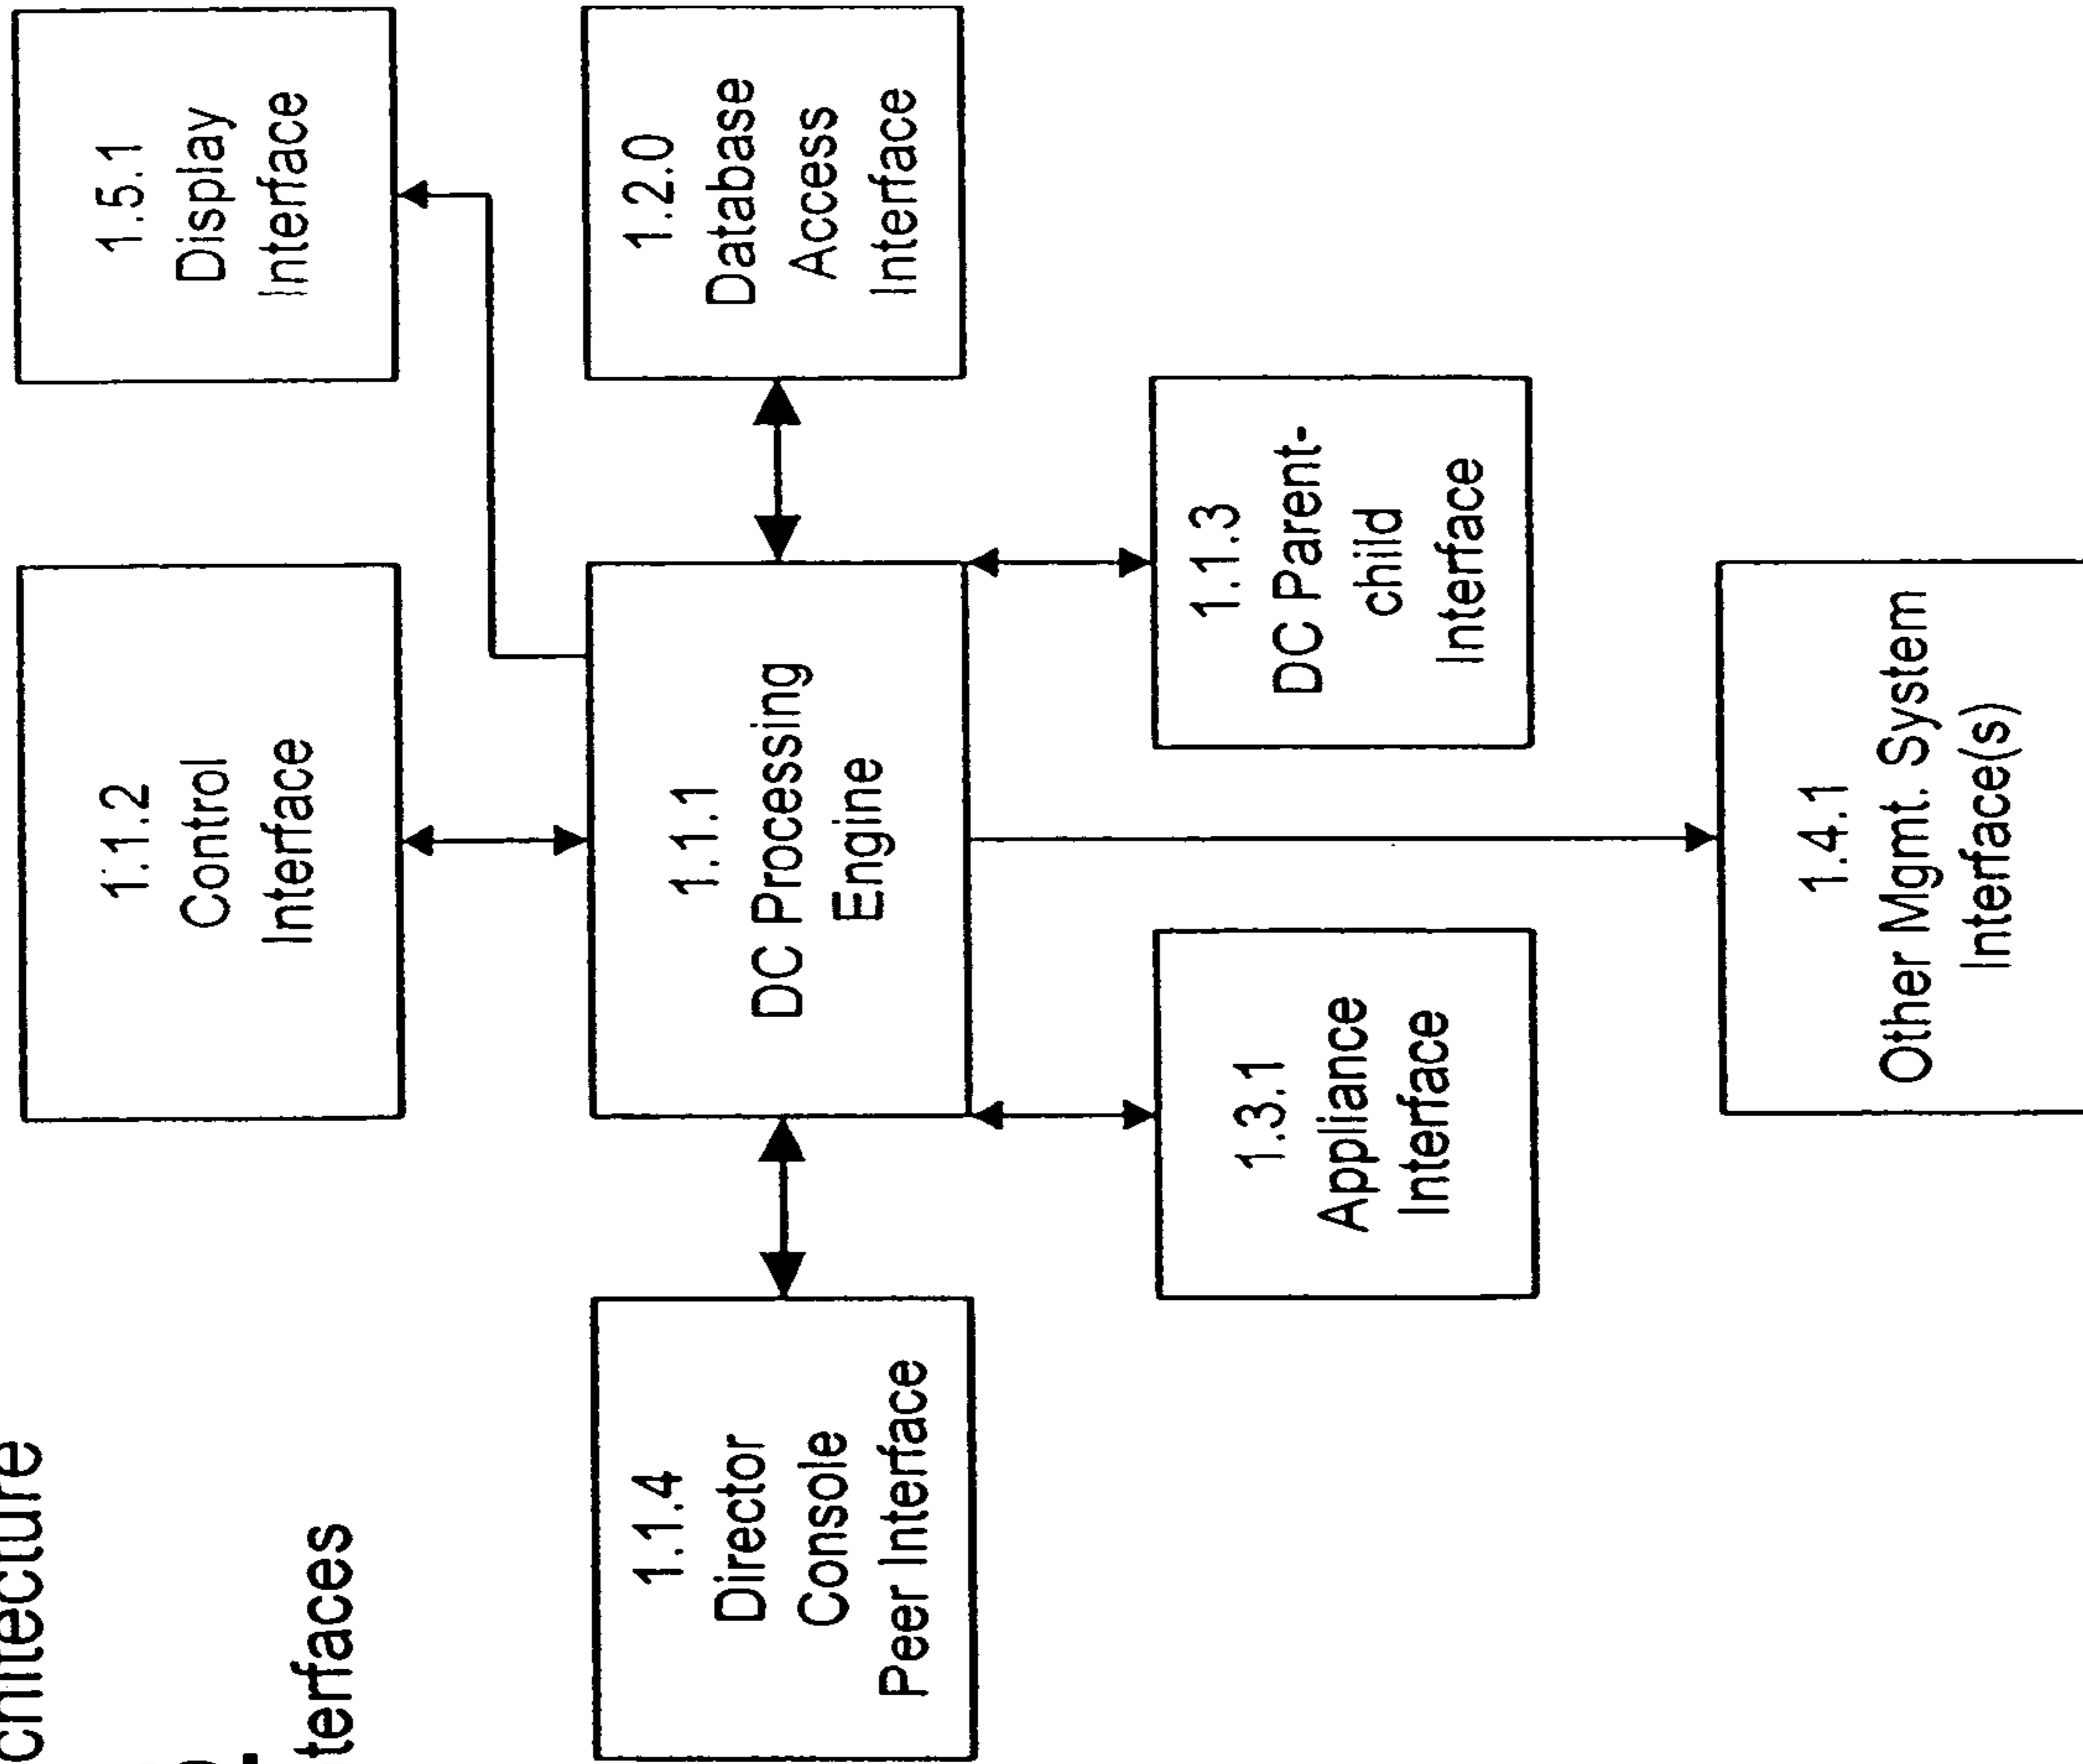 terfaces
1.1.2
Control
Interface
1.5.1
Display
Interface
1.1.4
Director
Console
Peer Interface
1.1.1
DC Processing
Engine
1.2.0
Database
Access
Interface
1.3.1
Appliance
Interface
1.1.3
DC Parent-
child
Interface
1.4.1
Other Mgmt. System
Interface(s)